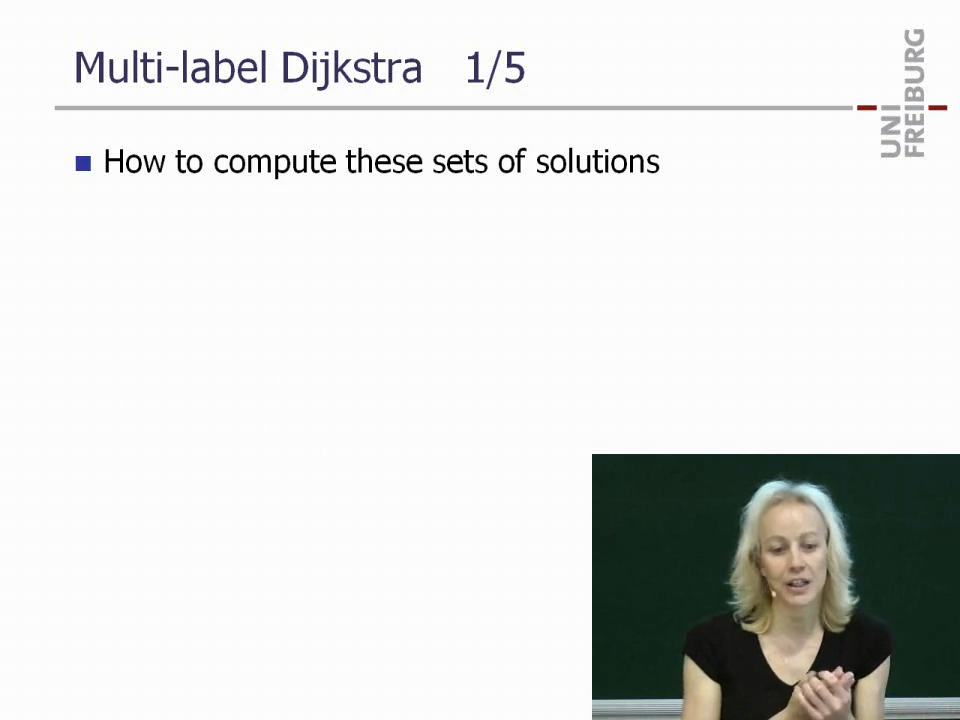 Multi-label Dijkstra 1/5
How to compute these sets of solutions
UNI
FREIBURG